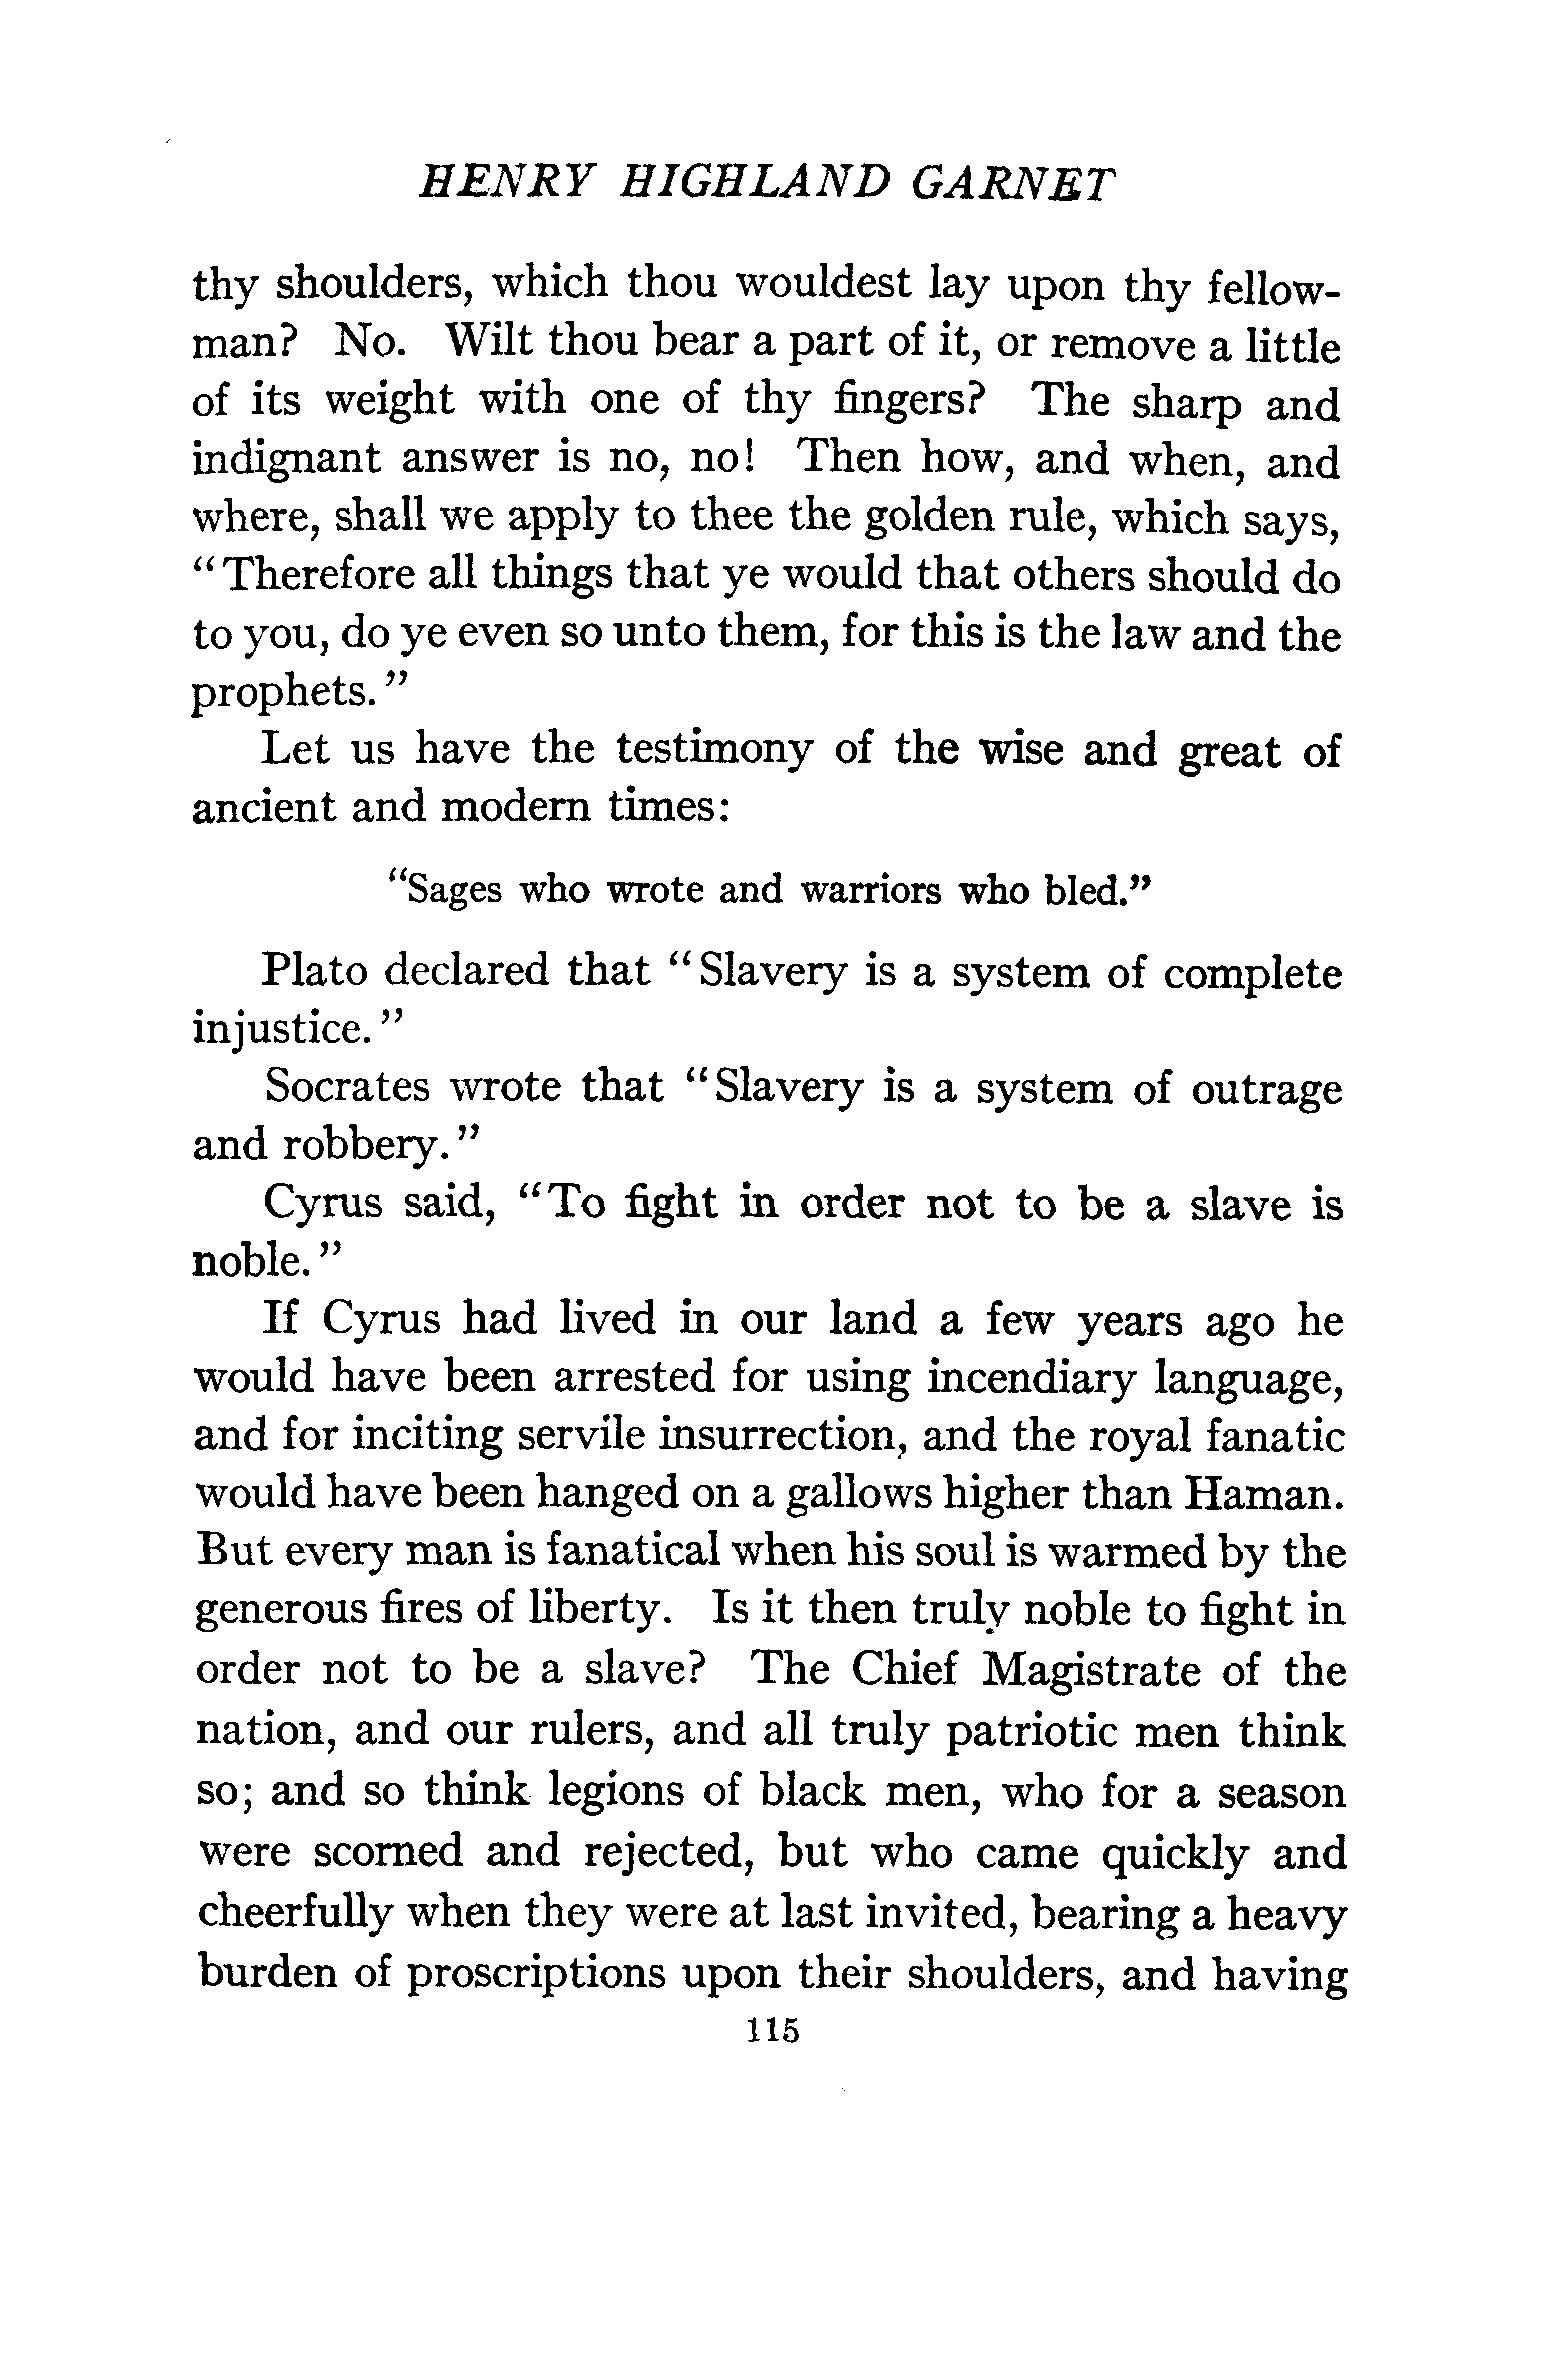 HENRY HIGHLAND GARNET
thy shoulders, which thou wouldest lay upon thy fellow-
man? No. Wilt thou bear a part of it, or remove a little
of its weight with one of thy fingers? The sharp and
indignant answer is no, no! Then how, and when, and
where, shall we apply to thee the golden rule, which says,
"Therefore all things that ye would that others should do
to you, do ye even so unto them, for this is the law and the
prophets."
Let us have the testimony of the wise and great of
ancient and modern times:
"Sages who wrote and warriors who bled."
Plato declared that "Slavery is a system of complete
injustice."
Socrates wrote that "Slavery is a system of outrage
and robbery."
Cyrus said, "To fight in order not to be a slave is
noble."
If Cyrus had lived in our land a few years ago he
would have been arrested for using incendiary language,
and for inciting servile insurrection, and the royal fanatic
would have been hanged on a gallows higher than Haman.
But every man is fanatical when his soul is warmed by the
generous fires of liberty. Is it then truly noble to fight in
order not to be a slave? The Chief Magistrate of the
nation, and our rulers, and all truly patriotic men think
so; and so think legions of black men, who for a season
were scorned and rejected, but who came quickly and
cheerfully when they were at last invited, bearing a heavy
burden of proscriptions upon their shoulders, and having
115